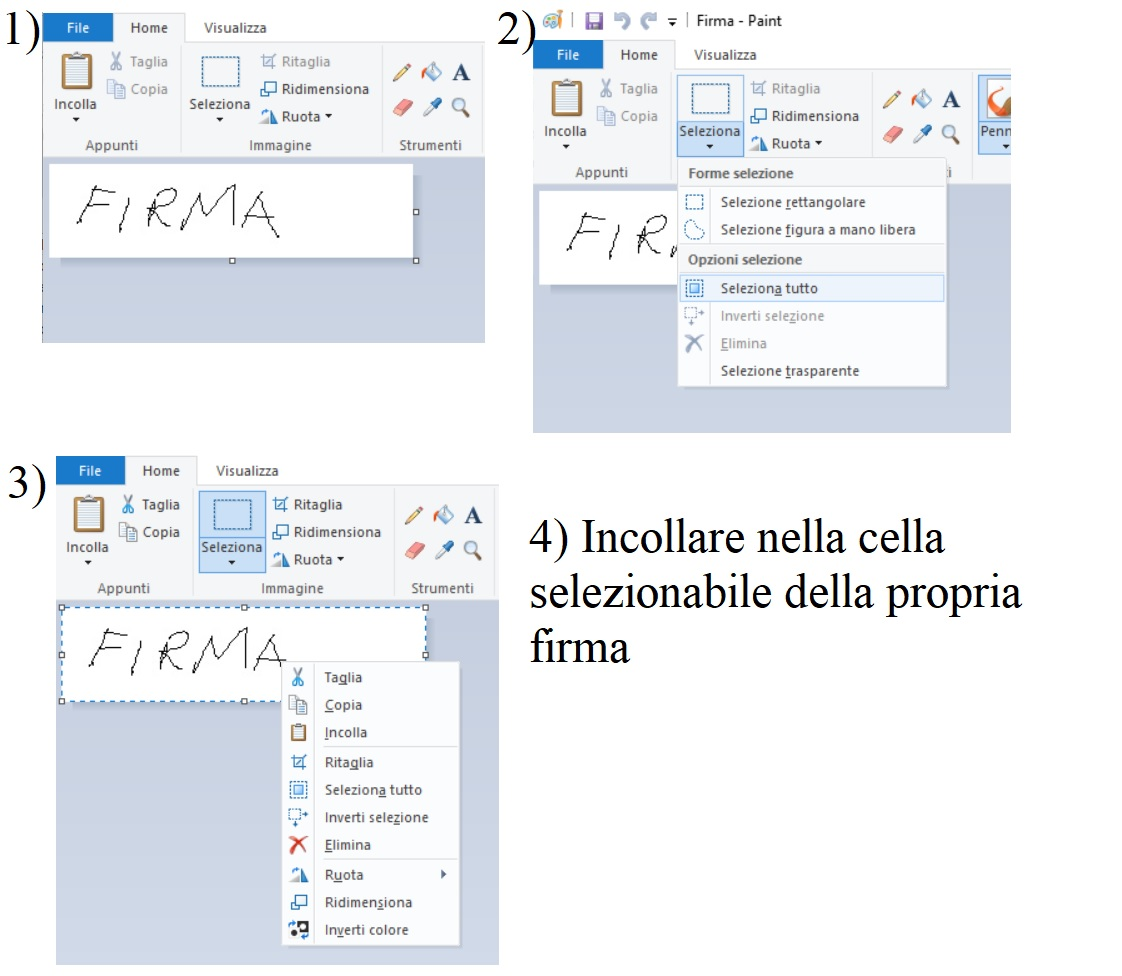 1)
File Home Visualizza
Incolla
Taglia
Copia
Appunti
Seleziona
Ritaglia
Ridimensiona
Ruota
Immagine
A
Strumenti
FIRMA
2)
Firma - Paint
File Home Visualizza
Incolla
Taglia
Copia
Appunti
Seleziona
Ritaglia
Ridimensiona
Ruota
A
Penn
i
FIR
Forme selezione
Selezione rettangolare
Selezione figura a mano libera
Opzioni selezione
Seleziona tutto
Inverti selezione
Elimina
Selezione trasparente
3)
File Home Visualizza
Incolla
Taglia
Copia
Appunti
Seleziona
Ritaglia
Ridimensiona
Ruota
Immagine
A
Strumenti
FIRMA
Taglia
Copia
Incolla
Ritaglia
Seleziona tutto
Inverti selezione
Elimina
Ruota
Ridimensiona
Inverti colore
4) Incollare nella cella
selezionabile della propria
firma